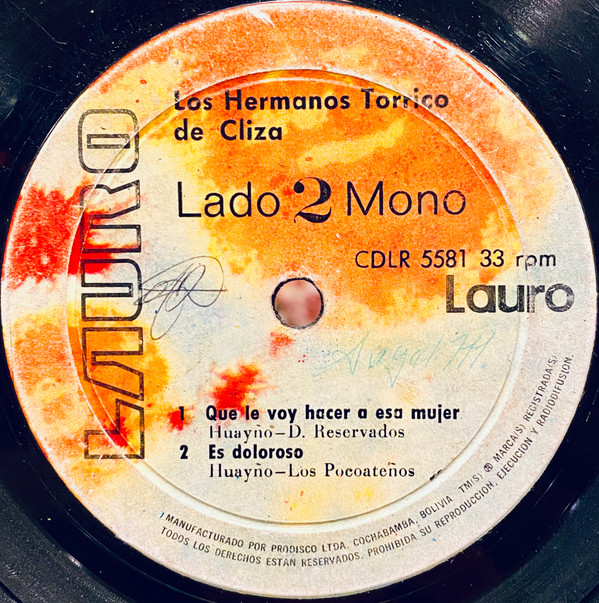 Los Hermanos Torrico
de Cliza
LAURO
Lado 2 Mono
CDLR 5581 33 rpm
Lauro
1 Que le voy hacer a esa mujer
Huayño-D. Reservados
2 Es doloroso
Huayño-Los Pocoateños
MANUFACTURADO POR PRODISCO LTDA. COCHABAMBA, BOLIVIA TM(S) ® MARCA(S) REGISTRADA(S)
TODOS LOS DERECHOS ESTAN RESERVADOS. PROHIBIDA SU REPRODUCCION, EJECUCION Y RADIODIFUSION.